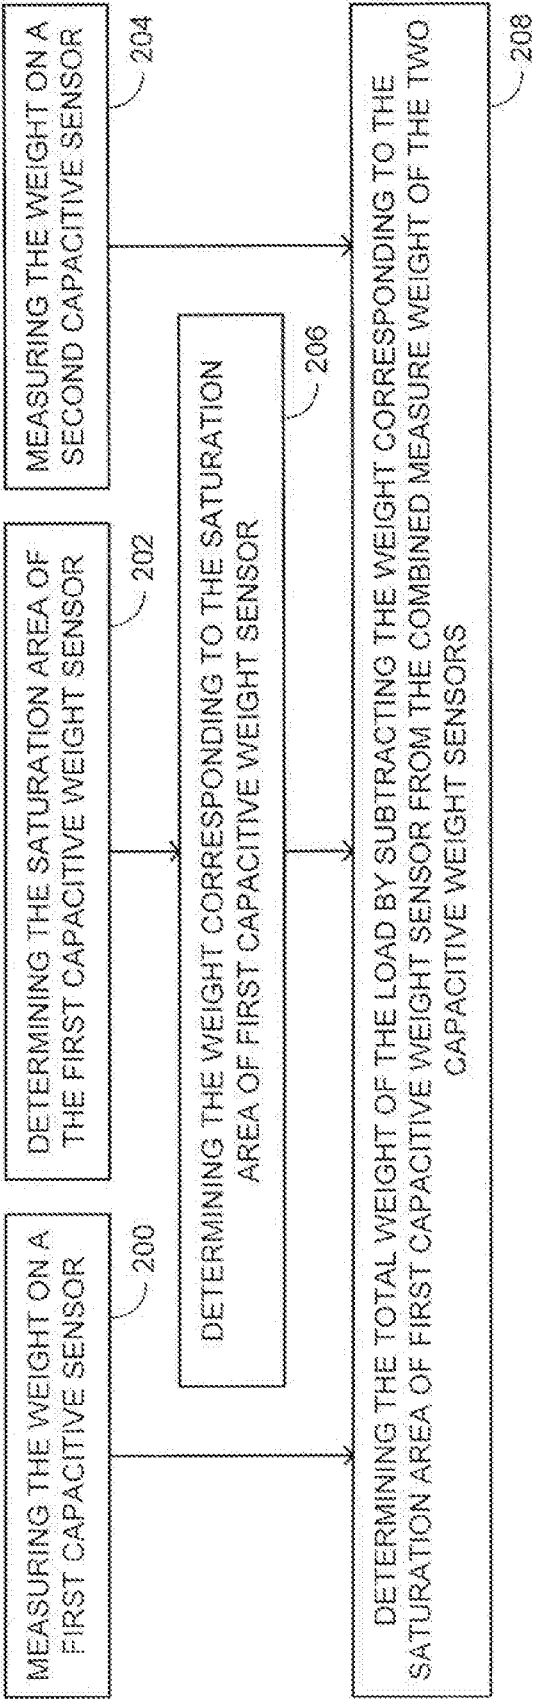 MEASURING THE WEIGHT ON A
FIRST CAPACITIVE SENSOR
200
DETERMINING THE SATURATION AREA OF
THE FIRST CAPACITIVE WEIGHT SENSOR
202
MEASURING THE WEIGHT ON A
SECOND CAPACITIVE SENSOR
204
DETERMINING THE WEIGHT CORRESPONDING TO THE SATURATION
AREA OF FIRST CAPACITIVE WEIGHT SENSOR
206
DETERMINING THE TOTAL WEIGHT OF THE LOAD BY SUBTRACTING THE WEIGHT CORRESPONDING TO THE
SATURATION AREA OF FIRST CAPACITIVE WEIGHT SENSOR FROM THE COMBINED MEASURE WEIGHT OF THE TWO
CAPACITIVE WEIGHT SENSORS
208